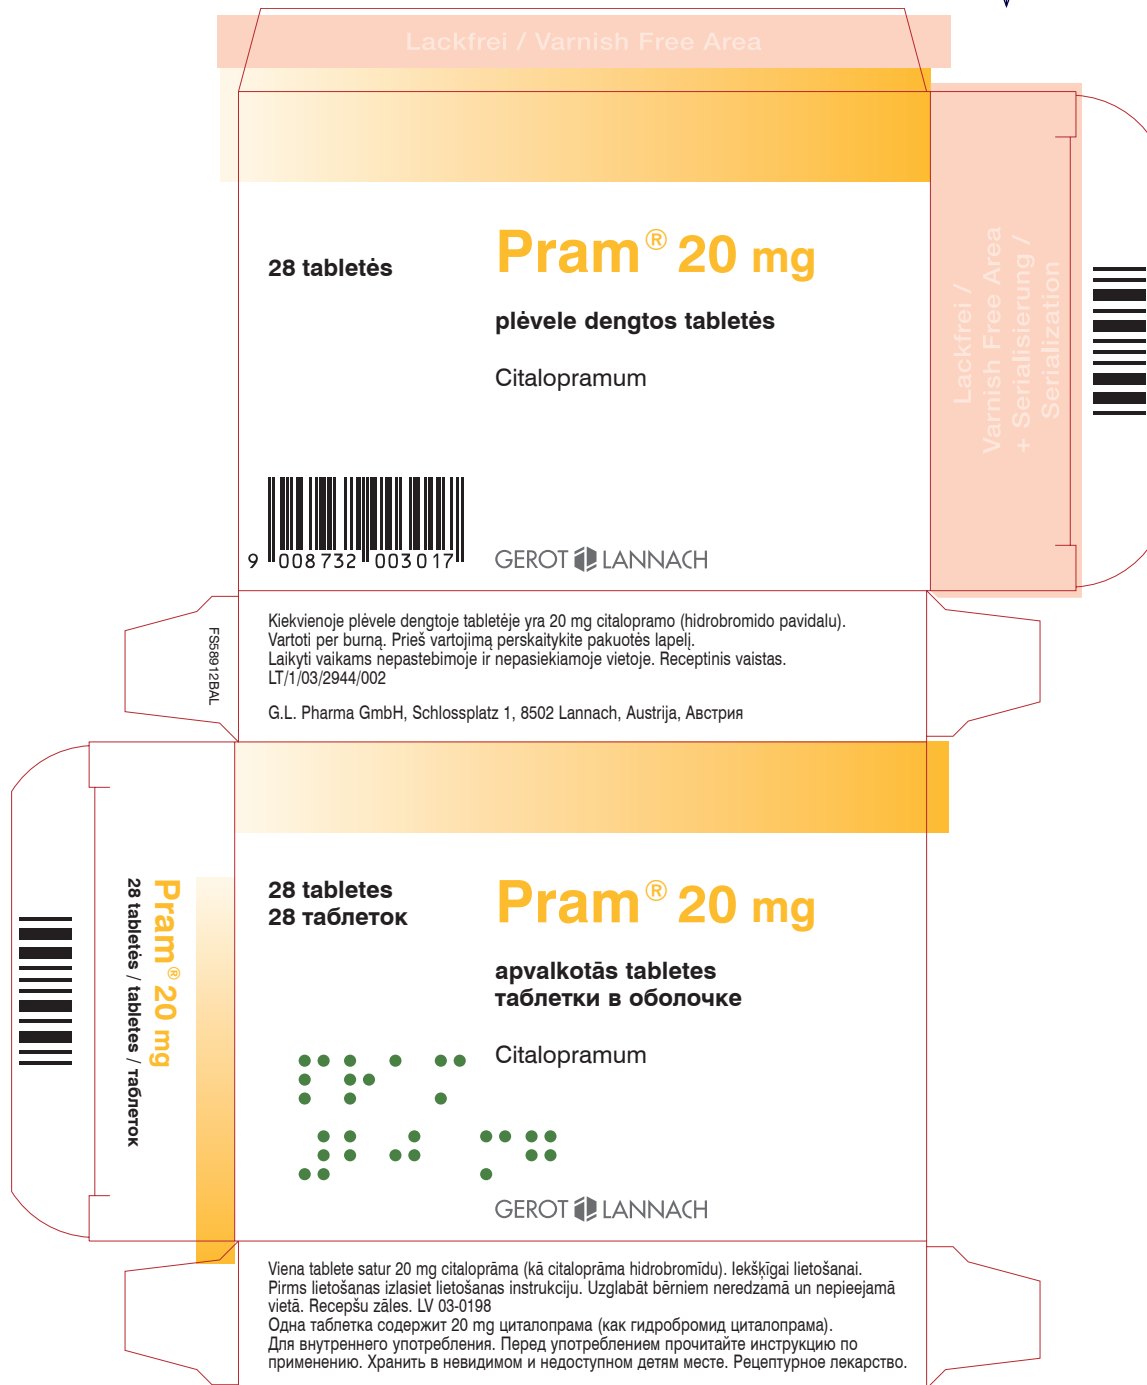 Lackfrei / Varnish Free Area
28 tabletės
Pram® 20 mg
plėvele dengtos tabletės
Citalopramum
Lackfrei /
Varnish Free Area
+ Serialisierung /
Serialization
9 008732 003017
GEROT LANNACH
FS58912BAL
Kiekvienoje plėvele dengtoje tabletėje yra 20 mg citalopramo (hidrobromido pavidalu).
Vartoti per burną. Prieš vartojimą perskaitykite pakuotės lapelį.
Laikyti vaikams nepastebimoje ir nepasiekiamoje vietoje. Receptinis vaistas.
LT/1/03/2944/002
G.L. Pharma GmbH, Schlossplatz 1, 8502 Lannach, Austrija, Австрия
Pram® 20 mg
28 tabletės / tabletes / таблеток
28 tabletes
28 таблеток
Pram® 20 mg
apvalkotās tabletes
таблетки в оболочке
Citalopramum
GEROT LANNACH
Viena tablete satur 20 mg citaloprāma (kā citaloprāma hidrobromīdu). Iekšķīgai lietošanai.
Pirms lietošanas izlasiet lietošanas instrukciju. Uzglabāt bērniem neredzamā un nepieejamā
vietā. Recepšu zāles. LV 03-0198
Одна таблетка содержит 20 mg циталопрама (как гидробромид циталопрама).
Для внутреннего употребления. Перед употреблением прочитайте инструкцию по
применению. Хранить в невидимом и недоступном детям месте. Рецептурное лекарство.